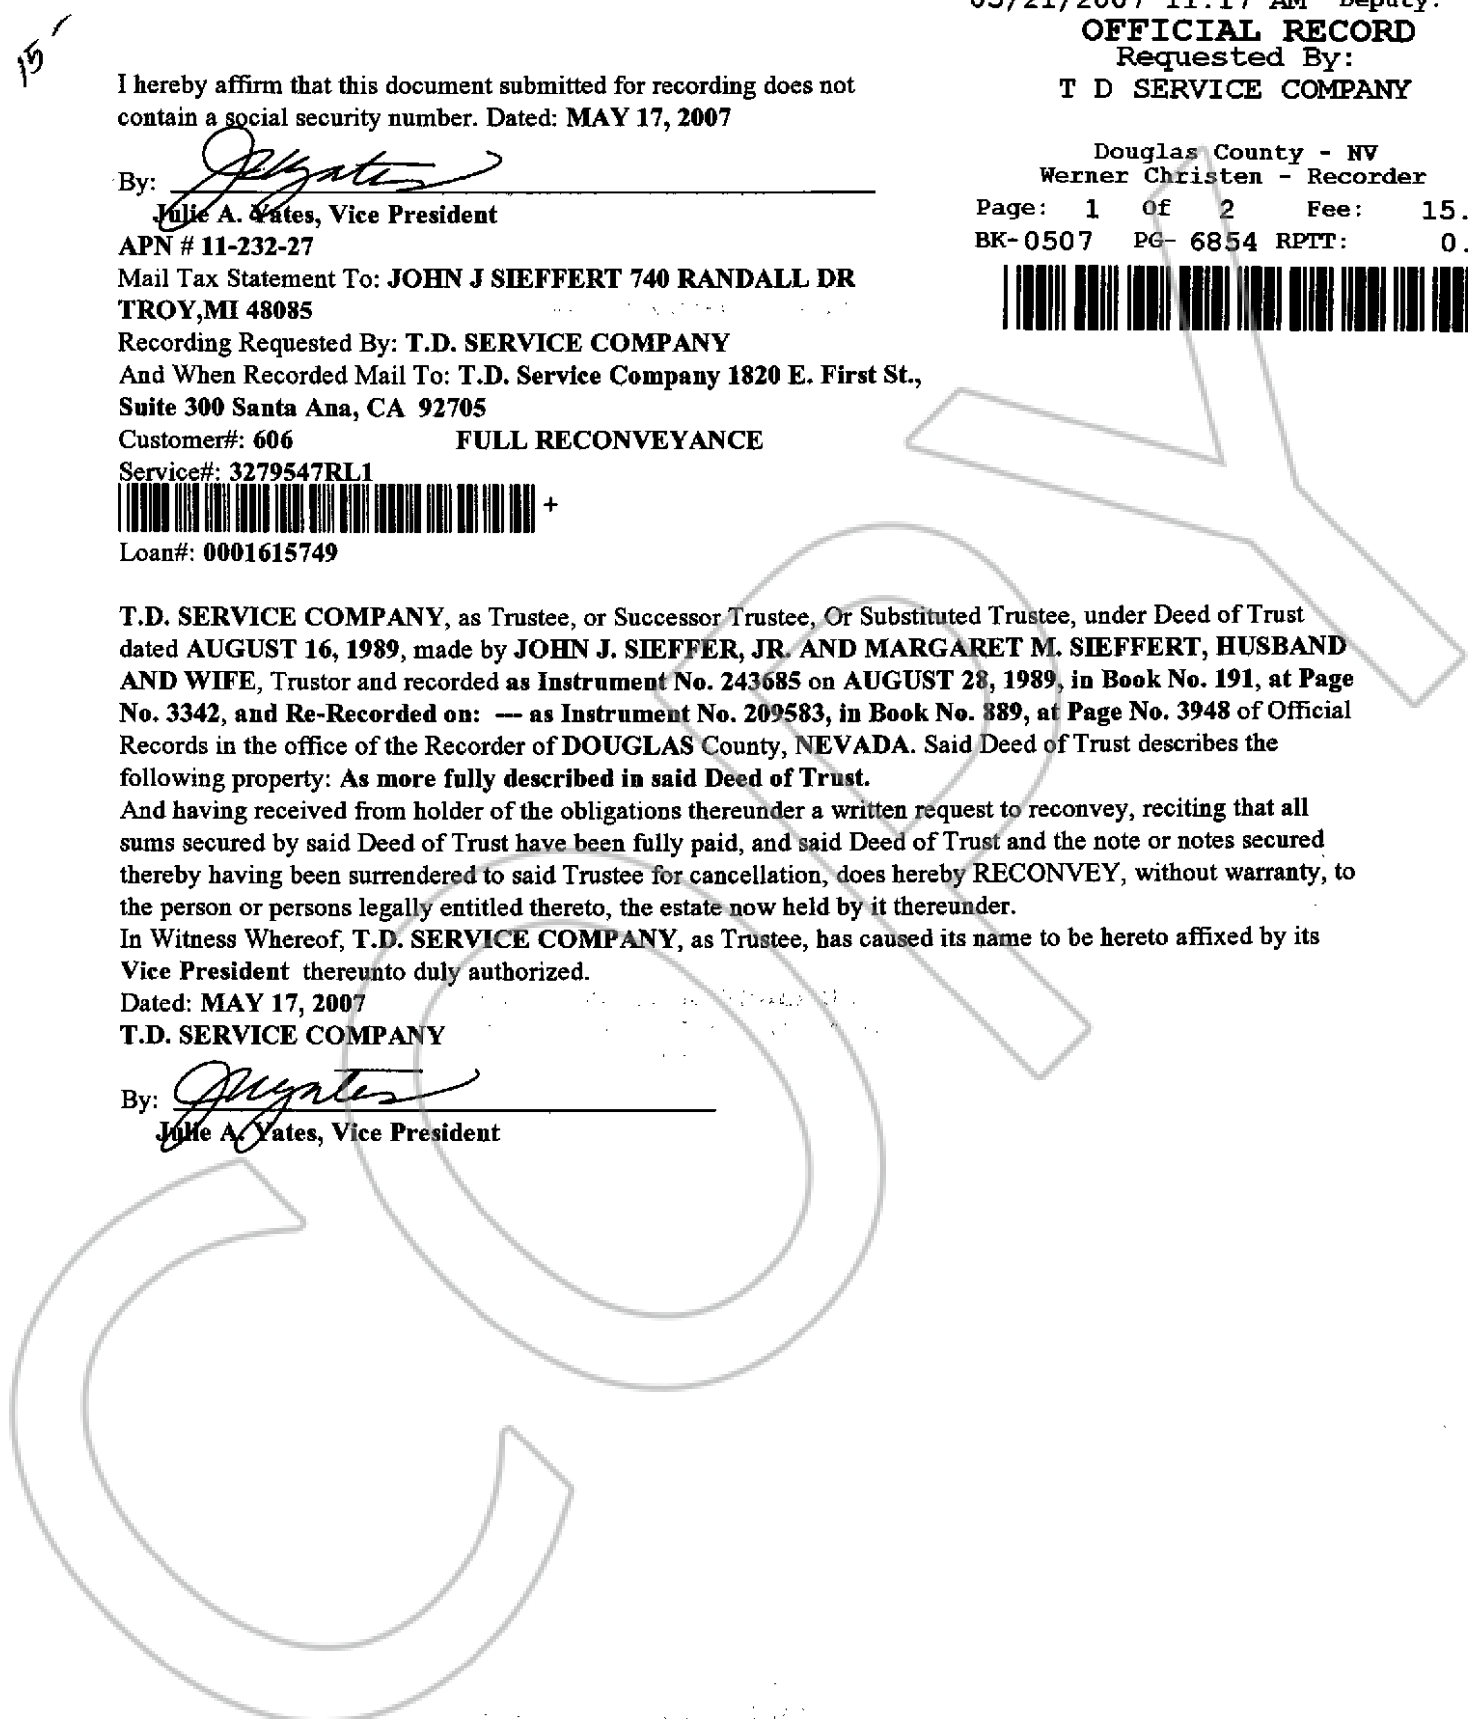 05/21/2007 11:17 AM Deputy:
OFFICIAL RECORD
Requested By:
T D SERVICE COMPANY
Douglas County - NV
Werner Christen - Recorder
Page: 1 Of 2 Fee: 15.
BK-0507 PG- 6854 RPTT: 0.
15
I hereby affirm that this document submitted for recording does not
contain a social security number. Dated: MAY 17, 2007
By:
Julie A. Yates, Vice President
APN # 11-232-27
Mail Tax Statement To: JOHN J SIEFFERT 740 RANDALL DR
TROY,MI 48085
Recording Requested By: T.D. SERVICE COMPANY
And When Recorded Mail To: T.D. Service Company 1820 E. First St.,
Suite 300 Santa Ana, CA 92705
Customer#: 606 FULL RECONVEYANCE
Service#: 3279547RL1
+
Loan#: 0001615749
T.D. SERVICE COMPANY, as Trustee, or Successor Trustee, Or Substituted Trustee, under Deed of Trust
dated AUGUST 16, 1989, made by JOHN J. SIEFFER, JR. AND MARGARET M. SIEFFERT, HUSBAND
AND WIFE, Trustor and recorded as Instrument No. 243685 on AUGUST 28, 1989, in Book No. 191, at Page
No. 3342, and Re-Recorded on: --- as Instrument No. 209583, in Book No. 889, at Page No. 3948 of Official
Records in the office of the Recorder of DOUGLAS County, NEVADA. Said Deed of Trust describes the
following property: As more fully described in said Deed of Trust.
And having received from holder of the obligations thereunder a written request to reconvey, reciting that all
sums secured by said Deed of Trust have been fully paid, and said Deed of Trust and the note or notes secured
thereby having been surrendered to said Trustee for cancellation, does hereby RECONVEY, without warranty, to
the person or persons legally entitled thereto, the estate now held by it thereunder.
In Witness Whereof, T.D. SERVICE COMPANY, as Trustee, has caused its name to be hereto affixed by its
Vice President thereunto duly authorized.
Dated: MAY 17, 2007
T.D. SERVICE COMPANY
By:
Julie A. Yates, Vice President
COPY